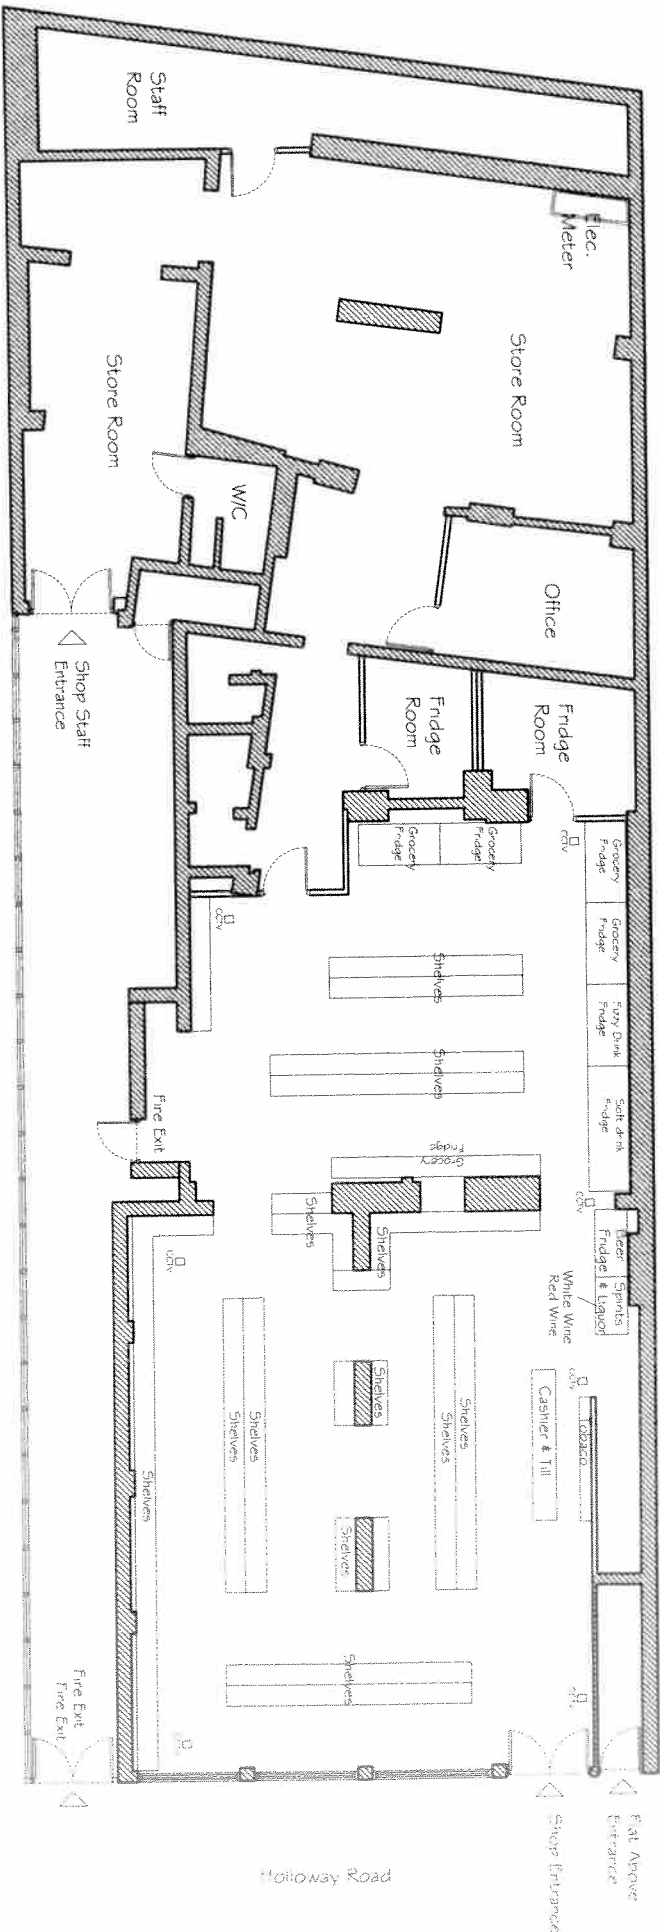 Staff
Room
Elec.
Meter
Store Room
Store Room
W/C
Office
Shop Staff
Entrance
Fridge
Room
Fridge
Room
Grocery
Fridge
Grocery
Fridge
CCTV
Grocery
Fridge
Grocery
Fridge
Fizzy Drink
Fridge
Soft drink
Fridge
CCTV
Shelves
Shelves
Fire Exit
Grocery
Fridge
CCTV
Beer
Fridge
Spirits
& Liquor
White Wine
Red Wine
Shelves
Shelves
CCTV
CCTV
Tobaco
Cashier & Till
Shelves
Shelves
Shelves
Shelves
Shelves
Shelves
Shelves
Shelves
CCTV
Fire Exit
Fire Exit
Shop Entrance
Flat Above
Entrance
Holloway Road